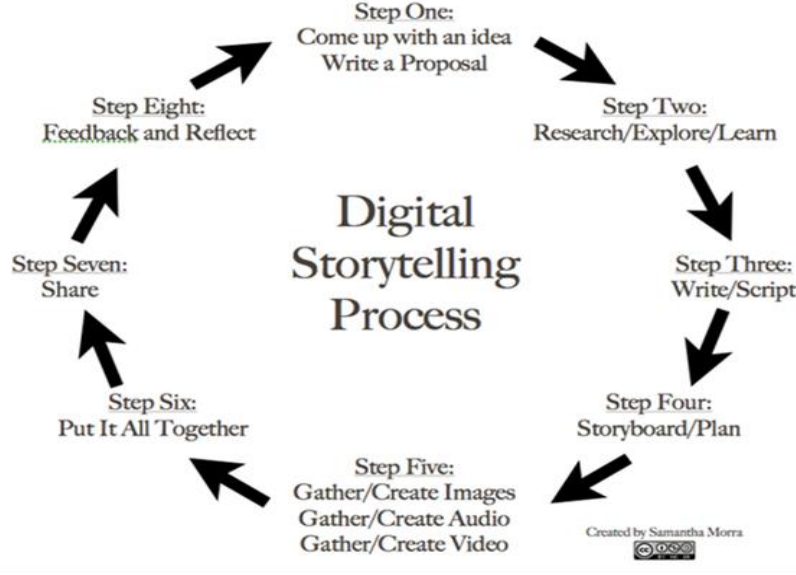 Step One:
Come up with an idea
Write a Proposal
Step Two:
Research/Explore/Learn
Step Three:
Write/Script
Step Four:
Storyboard/Plan
Step Five:
Gather/Create Images
Gather/Create Audio
Gather/Create Video
Step Six:
Put It All Together
Step Seven:
Share
Step Eight:
Feedback and Reflect
Digital
Storytelling
Process
Created by Samantha Morra
cc